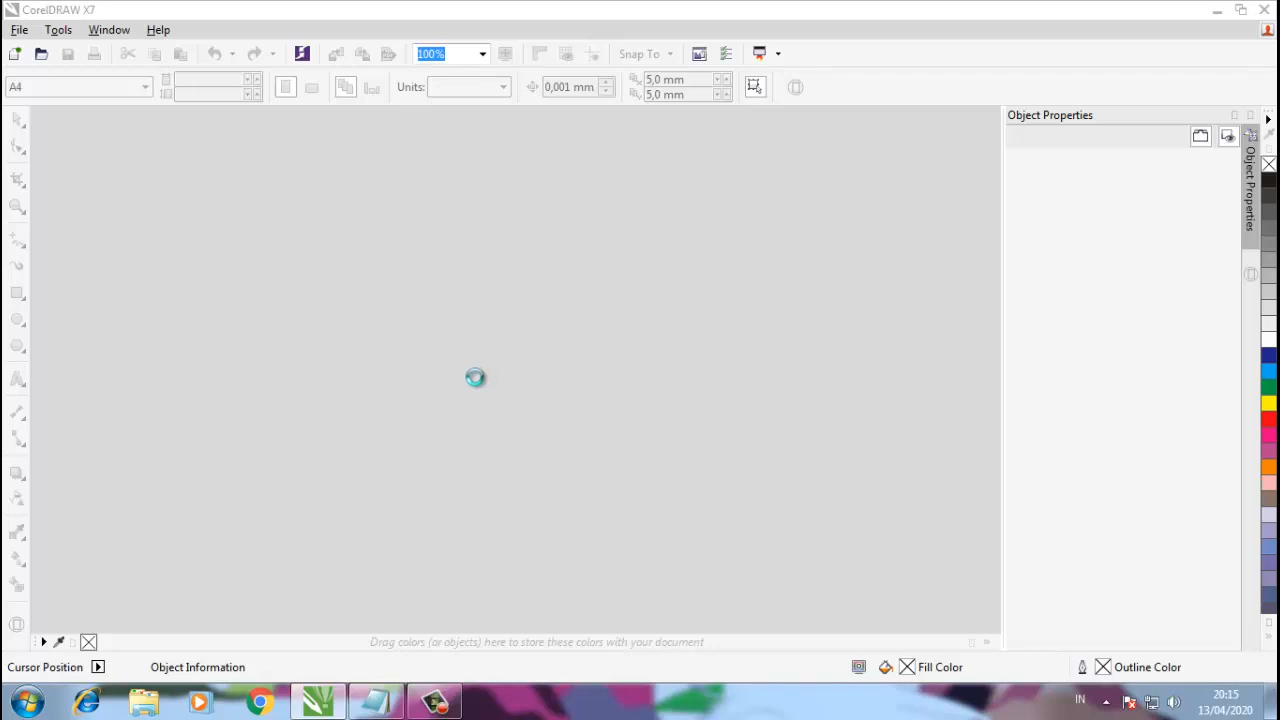 CorelDRAW X7
File Tools Window Help
100% Snap To
A4 Units: 0,001 mm 5,0 mm
5,0 mm
Object Properties
Object Properties
Drag colors (or objects) here to store these colors with your document
Cursor Position Object Information Fill Color Outline Color
IN 20:15
13/04/2020